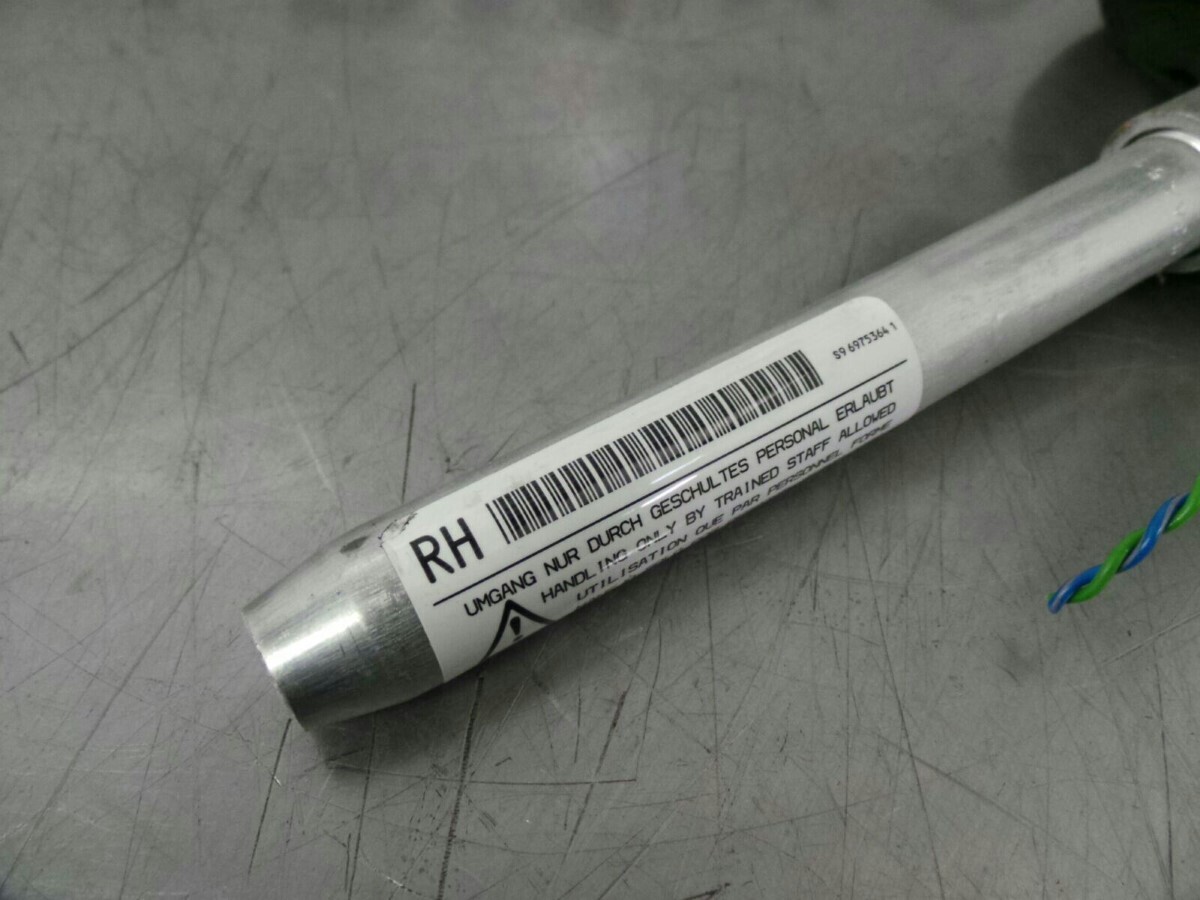 RH
S9 6975364 1
UMGANG NUR DURCH GESCHULTES PERSONAL ERLAUBT
HANDLING ONLY BY TRAINED STAFF ALLOWED
UTILISATION QUE PAR PERSONNEL FORME